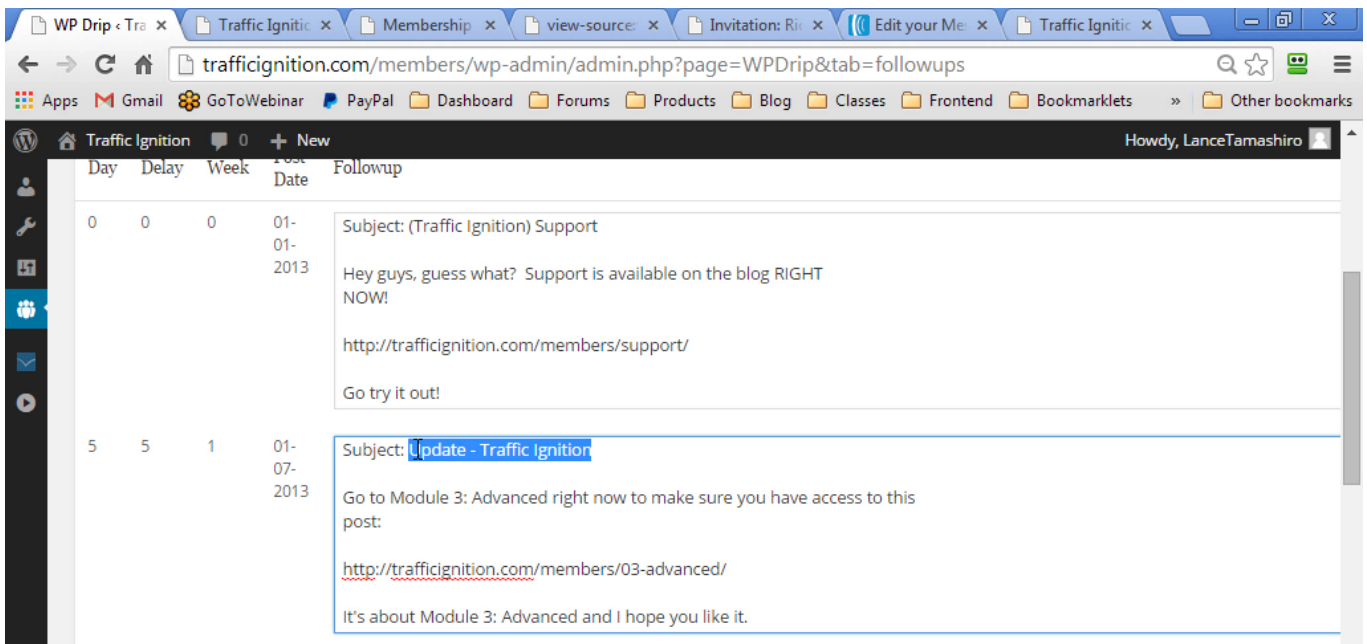 WP Drip ‹ Tra
Traffic Ignitic
Membership
view-source:
Invitation: Ri
Edit your Me
Traffic Ignitic
trafficignition.com/members/wp-admin/admin.php?page=WPDrip&tab=followups
Apps Gmail GoToWebinar PayPal Dashboard Forums Products Blog Classes Frontend Bookmarklets » Other bookmarks
Traffic Ignition 0 + New Howdy, LanceTamashiro
Day Delay Week Post Date Followup
0 0 0 01-
01-
2013
Subject: (Traffic Ignition) Support
Hey guys, guess what? Support is available on the blog RIGHT
NOW!
http://trafficignition.com/members/support/
Go try it out!
5 5 1 01-
07-
2013
Subject: Update - Traffic Ignition
Go to Module 3: Advanced right now to make sure you have access to this
post:
http://trafficignition.com/members/03-advanced/
It's about Module 3: Advanced and I hope you like it.